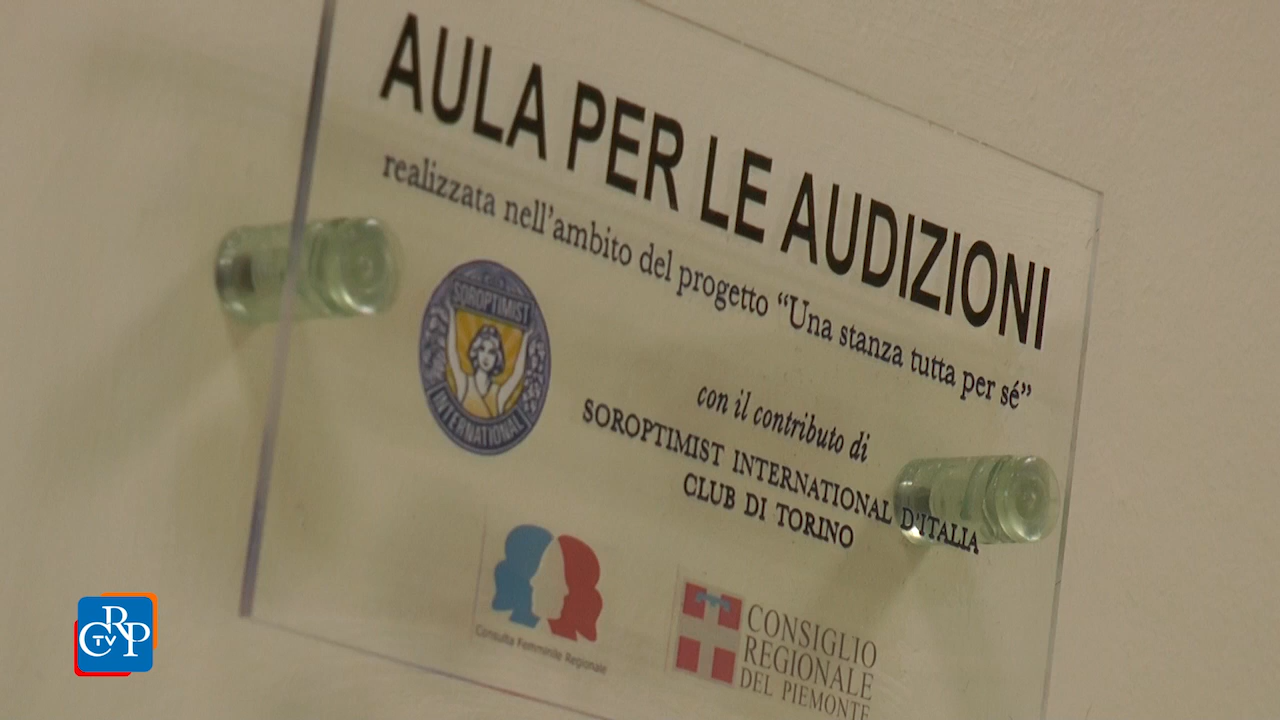 AULA PER LE AUDIZIONI
realizzata nell'ambito del progetto “Una stanza tutta per sé”
SOROPTIMIST
INTERNATIONAL
con il contributo di
SOROPTIMIST INTERNATIONAL D'ITALIA
CLUB DI TORINO
Consulta Femminile Regionale
CONSIGLIO
REGIONALE
DEL PIEMONTE
CRP
TV